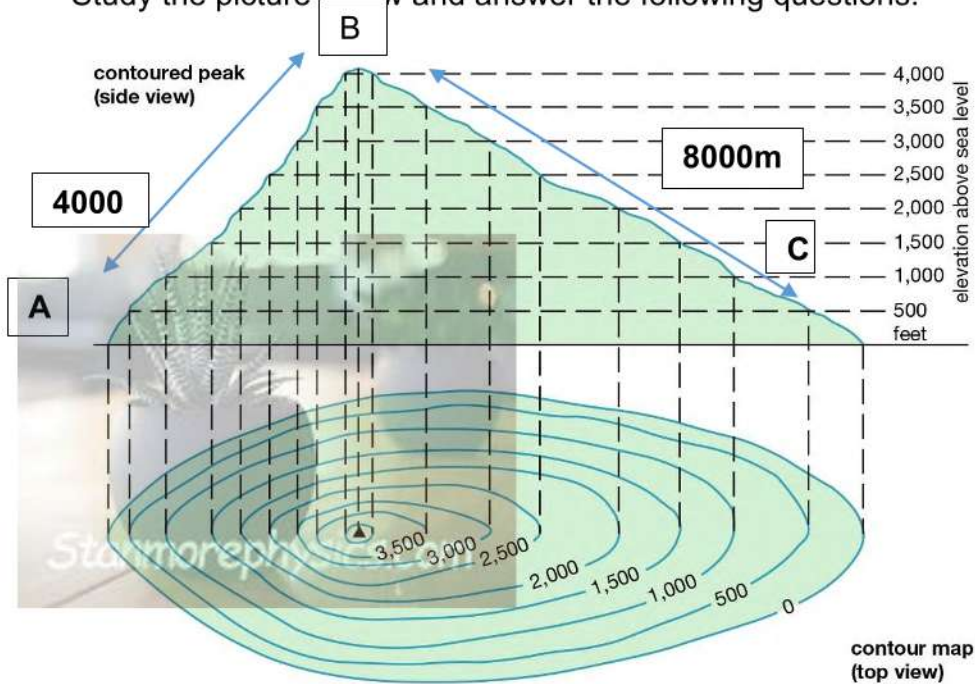 Study the picture and answer the following questions.
B
contoured peak
(side view)
4,000
3,500
3,000
2,500
2,000
1,500
1,000
500
feet
elevation above sea level
8000m
4000
C
A
3,500
3,000
2,500
2,000
1,500
1,000
500
0
Stanmorephysics.com
contour map
(top view)